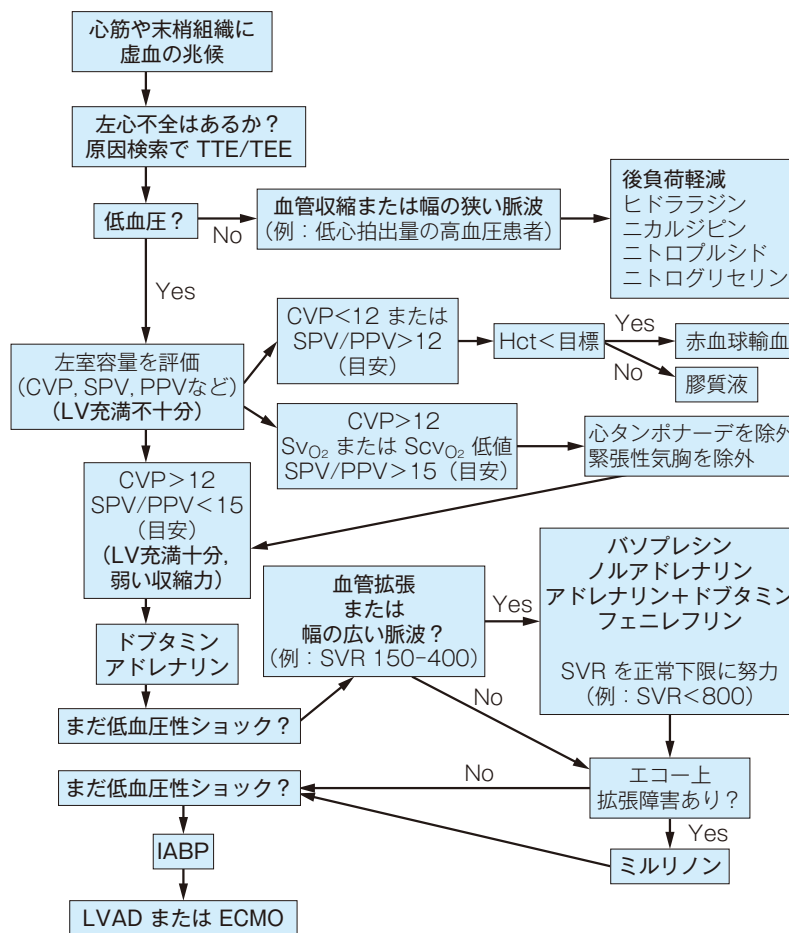 心筋や末梢組織に
虚血の兆候
左心不全はあるか？
原因検索で TTE/TEE
低血圧？
No
血管収縮または幅の狭い脈波
(例：低心拍出量の高血圧患者)
後負荷軽減
ヒドララジン
ニカルジピン
ニトロプルシド
ニトログリセリン
Yes
左室容量を評価
(CVP, SPV, PPVなど)
(LV充満不十分)
CVP<12 または
SPV/PPV>12
(目安)
Hct<目標
Yes
赤血球輸血
No
膠質液
CVP>12
SvO₂ または ScvO₂ 低値
SPV/PPV>15（目安）
心タンポナーデを除外
緊張性気胸を除外
CVP>12
SPV/PPV<15
(目安)
(LV充満十分,
弱い収縮力)
ドブタミン
アドレナリン
まだ低血圧性ショック？
血管拡張
または
幅の広い脈波？
(例：SVR 150-400)
Yes
バソプレシン
ノルアドレナリン
アドレナリン＋ドブタミン
フェニレフリン
SVR を正常下限に努力
(例：SVR<800)
No
エコー上
拡張障害あり？
No
Yes
ミルリノン
まだ低血圧性ショック？
IABP
LVAD または ECMO